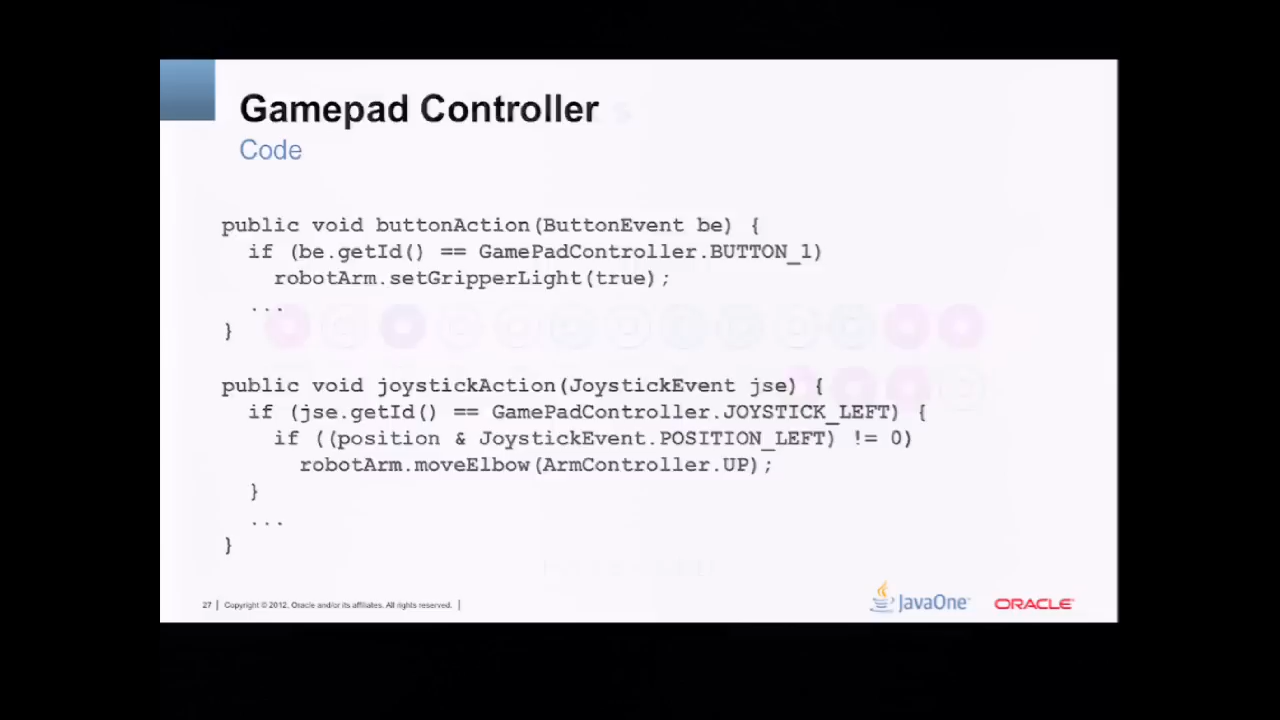 Gamepad Controller
Code
public void buttonAction(ButtonEvent be) {
if (be.getId() == GamePadController.BUTTON_1)
robotArm.setGripperLight(true);
...
}
public void joystickAction(JoystickEvent jse) {
if (jse.getId() == GamePadController.JOYSTICK_LEFT) {
if ((position & JoystickEvent.POSITION_LEFT) != 0)
robotArm.moveElbow(ArmController.UP);
}
...
}
27 | Copyright © 2012, Oracle and/or its affiliates. All rights reserved. |
JavaOne™ ORACLE